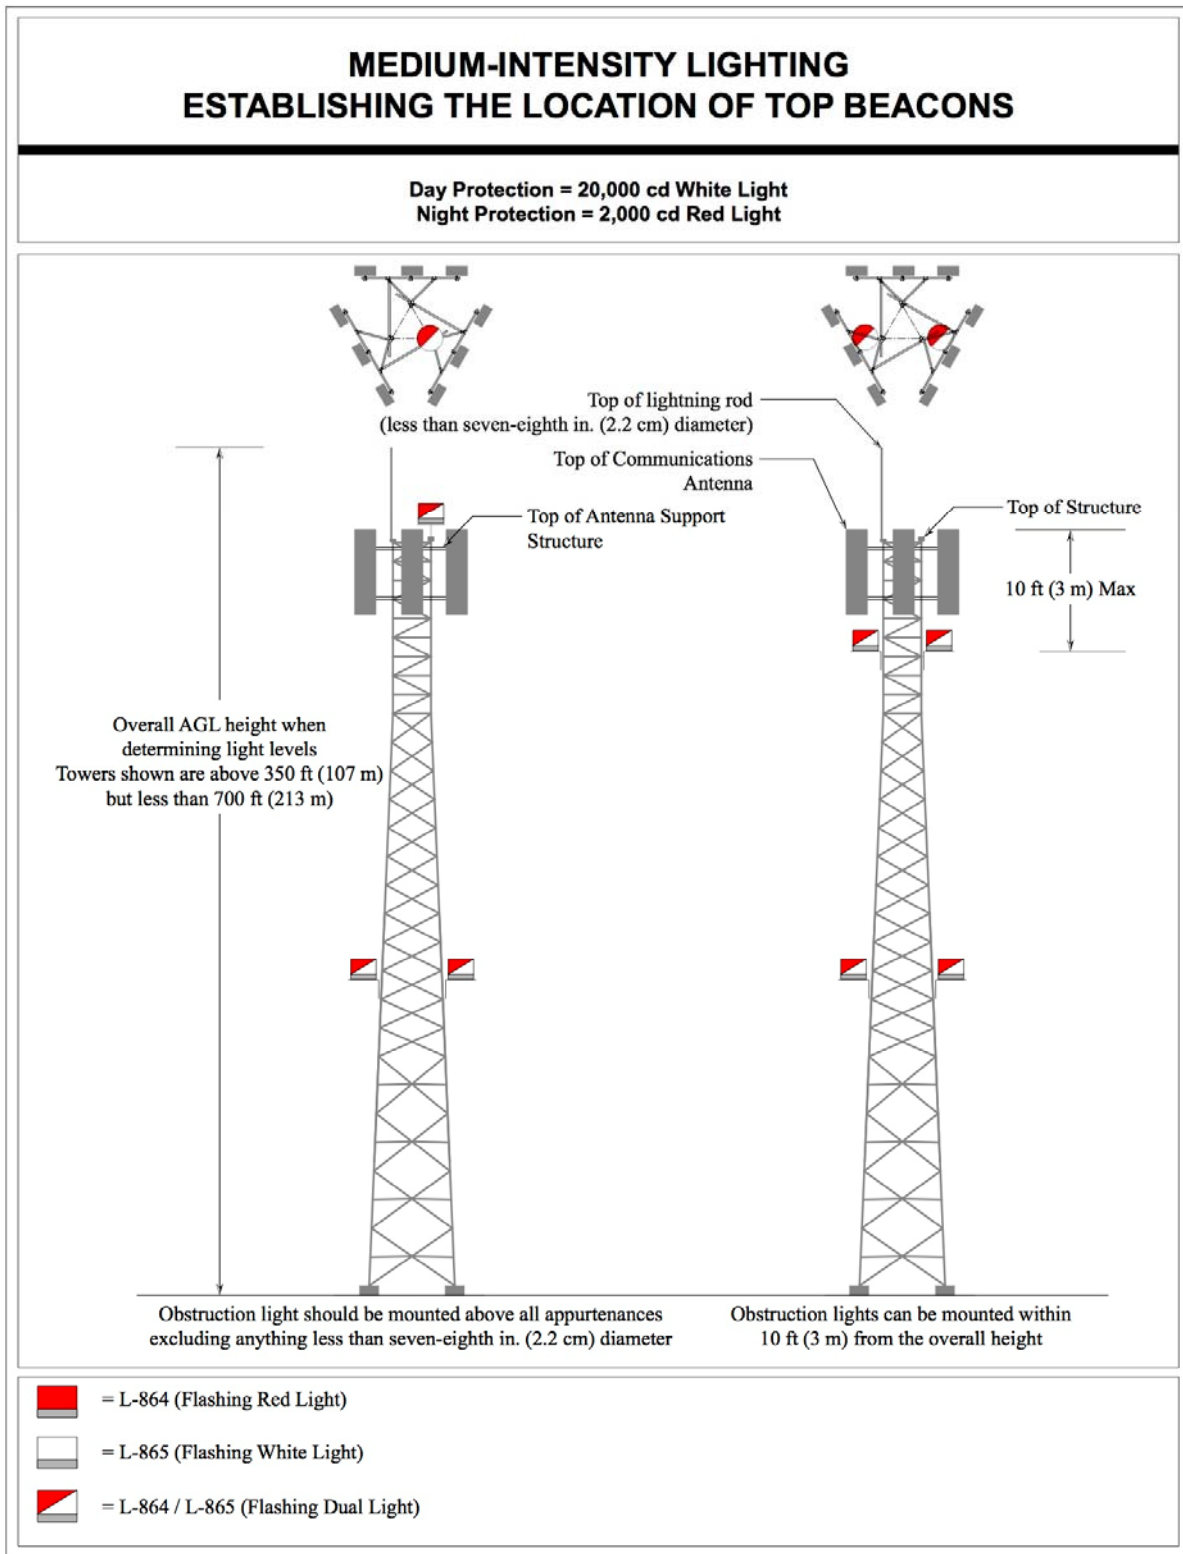 MEDIUM-INTENSITY LIGHTING
ESTABLISHING THE LOCATION OF TOP BEACONS
Day Protection = 20,000 cd White Light
Night Protection = 2,000 cd Red Light
Top of lightning rod
(less than seven-eighth in. (2.2 cm) diameter)
Top of Communications
Antenna
Top of Antenna Support
Structure
Top of Structure
10 ft (3 m) Max
Overall AGL height when
determining light levels
Towers shown are above 350 ft (107 m)
but less than 700 ft (213 m)
Obstruction light should be mounted above all appurtenances
excluding anything less than seven-eighth in. (2.2 cm) diameter
Obstruction lights can be mounted within
10 ft (3 m) from the overall height
= L-864 (Flashing Red Light)
= L-865 (Flashing White Light)
= L-864 / L-865 (Flashing Dual Light)